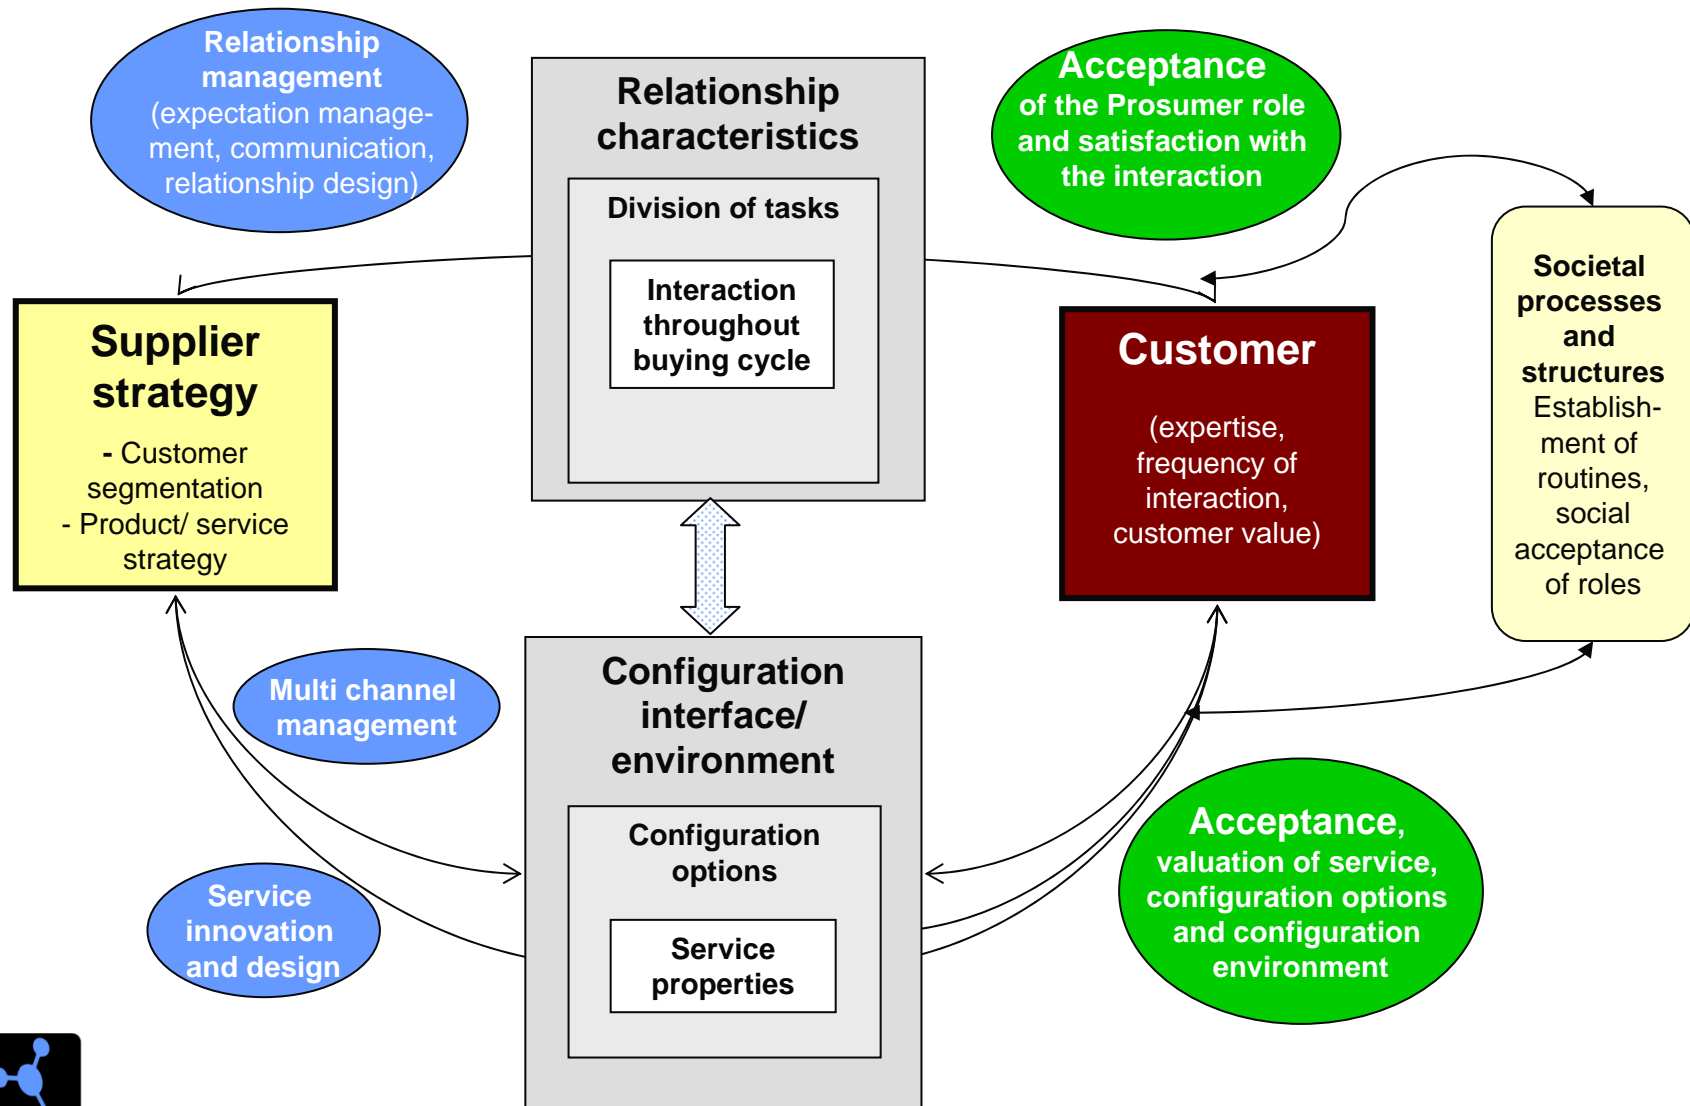 Relationship
management
(expectation manage-
ment, communication,
relationship design)
Relationship
characteristics
Division of tasks
Interaction
throughout
buying cycle
Acceptance
of the Prosumer role
and satisfaction with
the interaction
Supplier
strategy
- Customer
segmentation
- Product/ service
strategy
Customer
(expertise,
frequency of
interaction,
customer value)
Societal
processes
and
structures
Establish-
ment of
routines,
social
acceptance
of roles
Multi channel
management
Configuration
interface/
environment
Configuration
options
Service
properties
Service
innovation
and design
Acceptance,
valuation of service,
configuration options
and configuration
environment